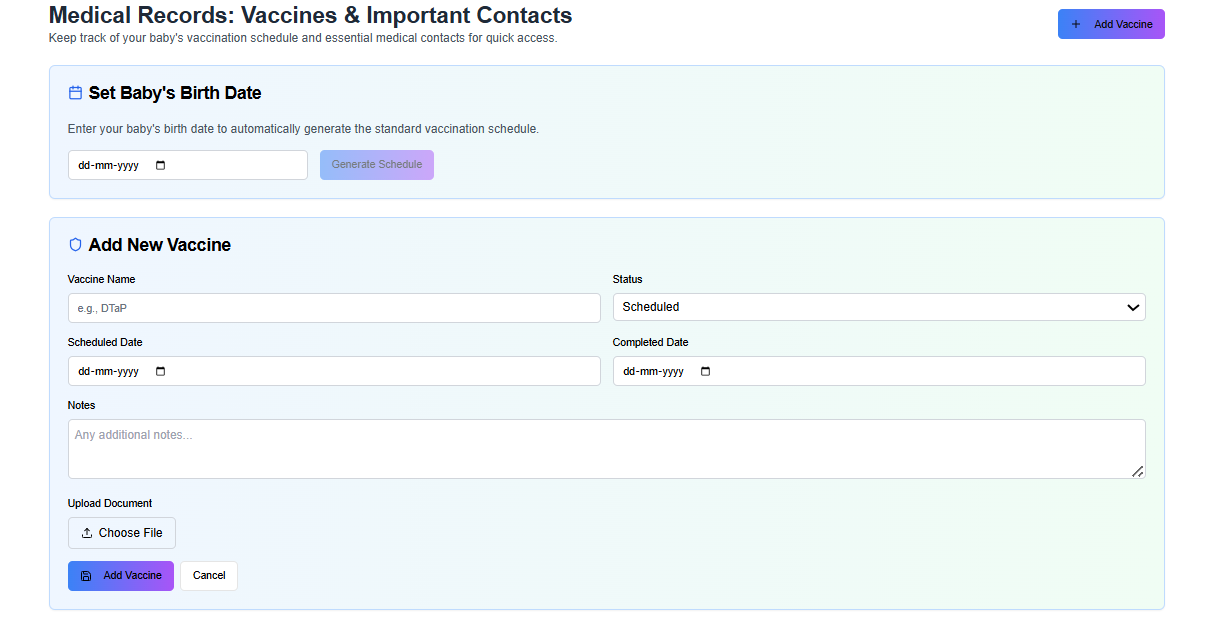 Medical Records: Vaccines & Important Contacts
Keep track of your baby's vaccination schedule and essential medical contacts for quick access.
Add Vaccine
Set Baby's Birth Date
Enter your baby's birth date to automatically generate the standard vaccination schedule.
dd-mm-yyyy
Generate Schedule
Add New Vaccine
Vaccine Name
Status
e.g., DTaP
Scheduled
Scheduled Date
Completed Date
dd-mm-yyyy
dd-mm-yyyy
Notes
Any additional notes...
Upload Document
Choose File
Add Vaccine
Cancel